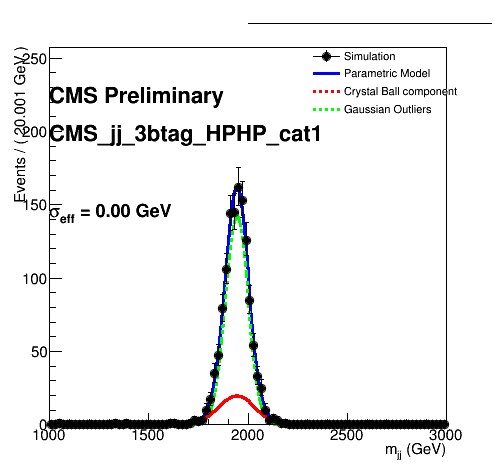 Simulation
Parametric Model
Crystal Ball component
Gaussian Outliers
CMS Preliminary
CMS_jj_3btag_HPHP_cat1
σeff = 0.00 GeV
Events / ( 20.001 GeV )
250
200
150
100
50
0
1000 1500 2000 2500 3000
mjj (GeV)